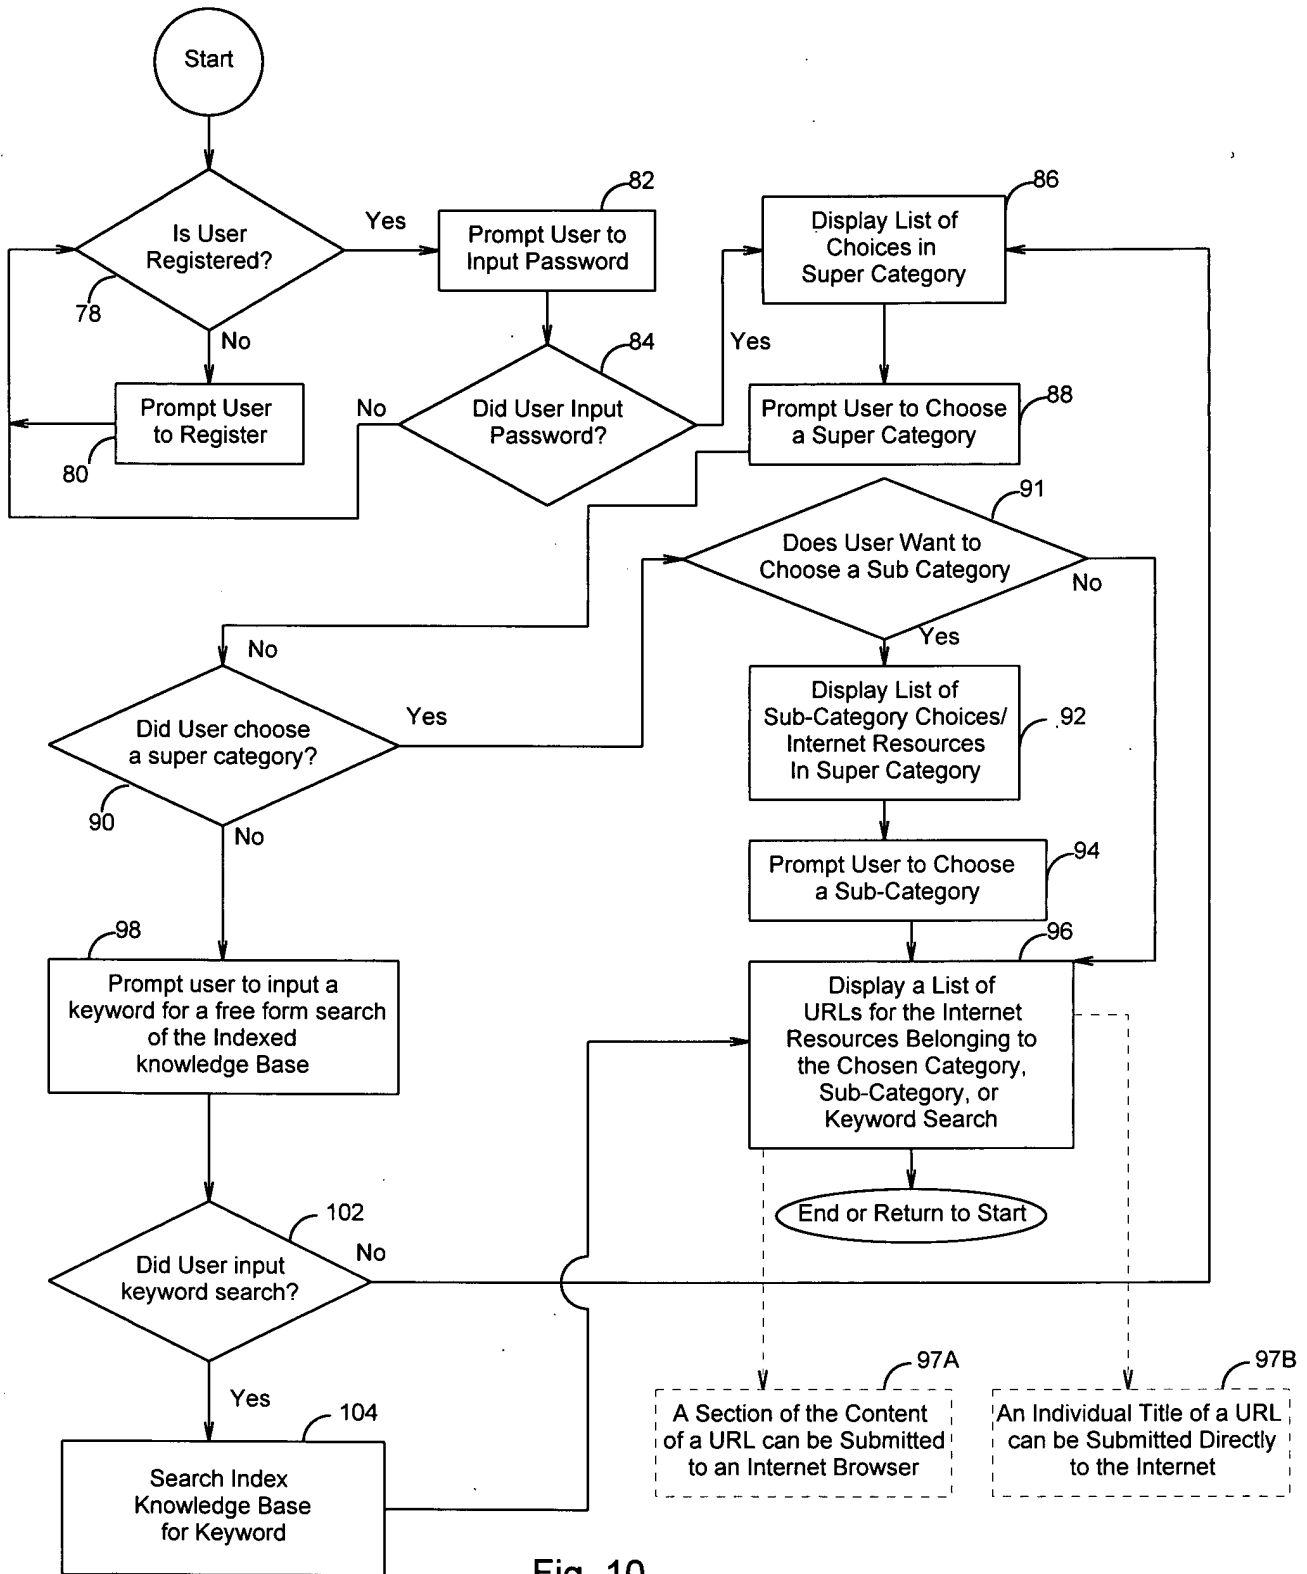 Start
Is User
Registered?
78
Yes
No
Prompt User
to Register
80
82
Prompt User to
Input Password
84
Did User Input
Password?
No
Yes
86
Display List of
Choices in
Super Category
88
Prompt User to Choose
a Super Category
91
Does User Want to
Choose a Sub Category
No
Yes
No
Did User choose
a super category?
Yes
90
No
92
Display List of
Sub-Category Choices/
Internet Resources
In Super Category
94
Prompt User to Choose
a Sub-Category
96
Display a List of
URLs for the Internet
Resources Belonging to
the Chosen Category,
Sub-Category, or
Keyword Search
End or Return to Start
98
Prompt user to input a
keyword for a free form search
of the Indexed
knowledge Base
102
Did User input
keyword search?
No
Yes
104
Search Index
Knowledge Base
for Keyword
97A
A Section of the Content
of a URL can be Submitted
to an Internet Browser
97B
An Individual Title of a URL
can be Submitted Directly
to the Internet
Fig. 10